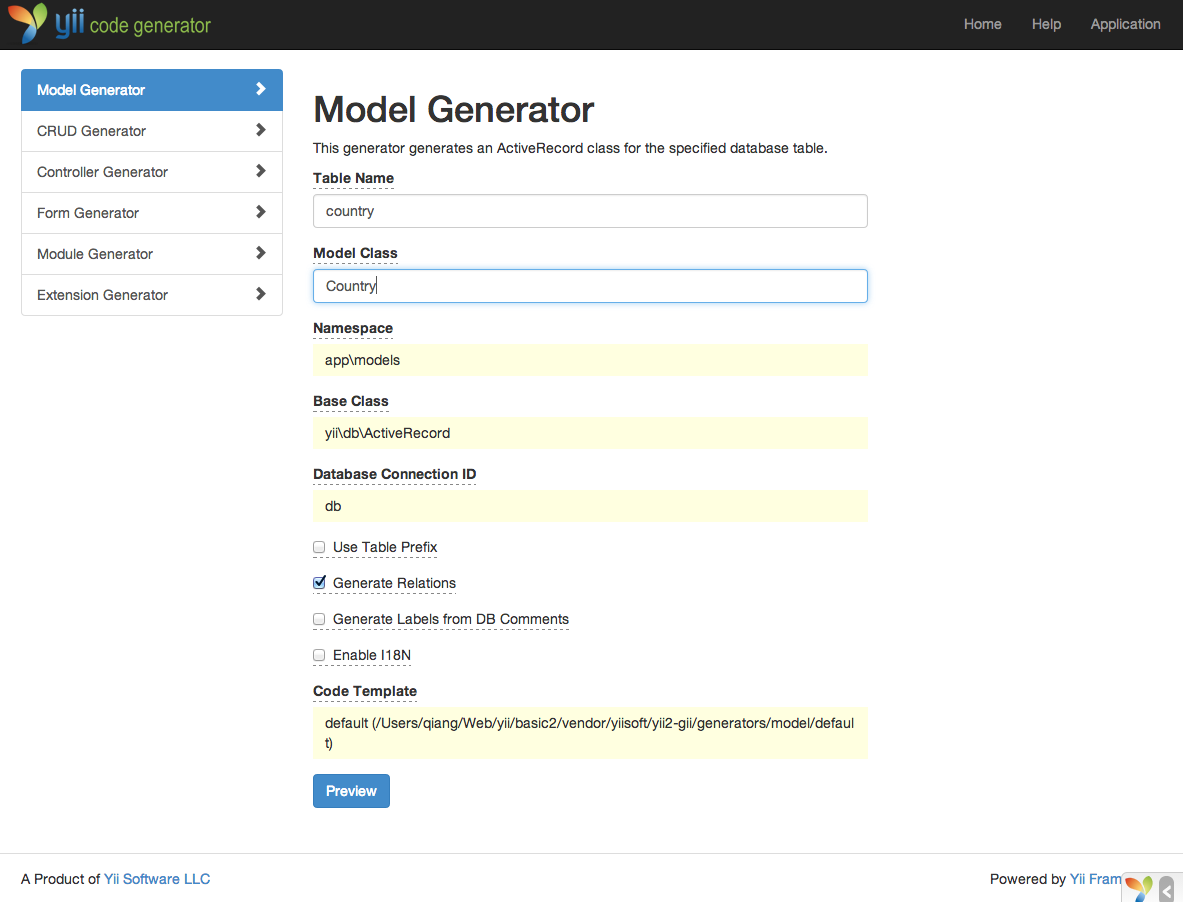 yii code generator
Home Help Application
Model Generator
CRUD Generator
Controller Generator
Form Generator
Module Generator
Extension Generator
Model Generator
This generator generates an ActiveRecord class for the specified database table.
Table Name
country
Model Class
Country
Namespace
app\models
Base Class
yii\db\ActiveRecord
Database Connection ID
db
Use Table Prefix
Generate Relations
Generate Labels from DB Comments
Enable I18N
Code Template
default (/Users/qiang/Web/yii/basic2/vendor/yiisoft/yii2-gii/generators/model/defaul
t)
Preview
A Product of Yii Software LLC
Powered by Yii Fram